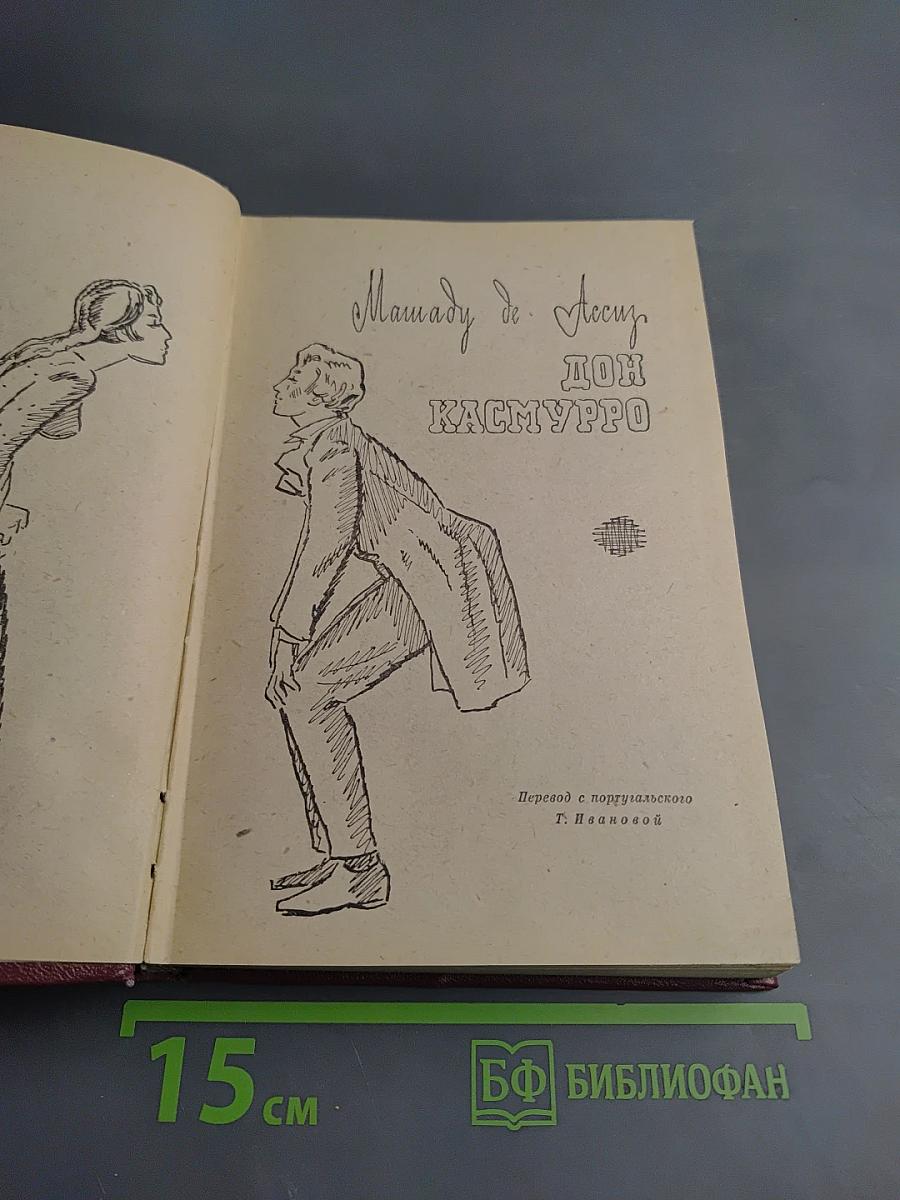 Машаду де Ассиз
ДОН
КАСМУРРО
Перевод с португальского
Т. Ивановой
15 см
БФ БИБЛИОФАН